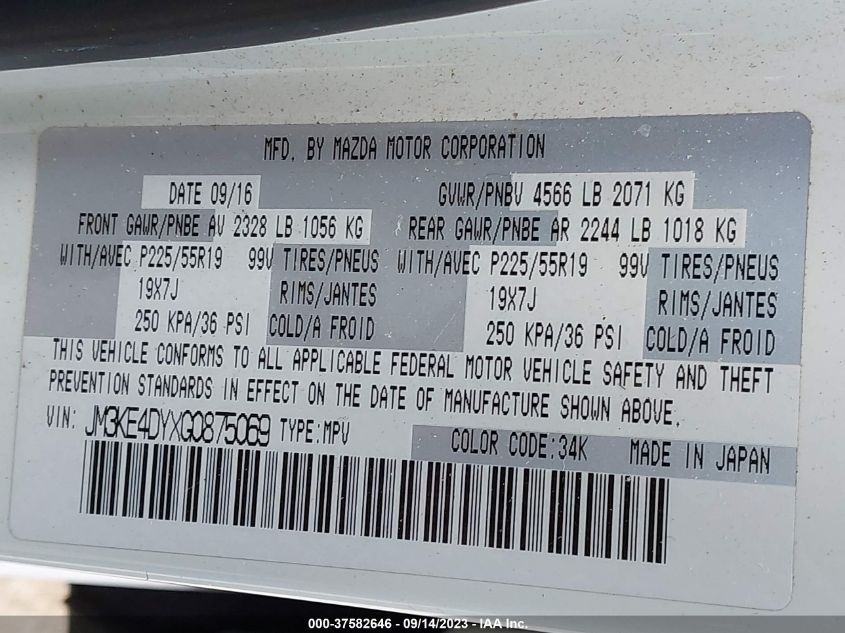 MFD. BY MAZDA MOTOR CORPORATION
DATE 09/16 GVWR/PNBV 4566 LB 2071 KG
FRONT GAWR/PNBE AV 2328 LB 1056 KG REAR GAWR/PNBE AR 2244 LB 1018 KG
WITH/AVEC P225/55R19 99V TIRES/PNEUS WITH/AVEC P225/55R19 99V TIRES/PNEUS
19X7J RIMS/JANTES 19X7J RIMS/JANTES
250 KPA/36 PSI COLD/A FROID 250 KPA/36 PSI COLD/A FROID
THIS VEHICLE CONFORMS TO ALL APPLICABLE FEDERAL MOTOR VEHICLE SAFETY AND THEFT
PREVENTION STANDARDS IN EFFECT ON THE DATE OF MANUFACTURE SHOWN ABOVE.
VIN: JM3KE4DYXG0875069 TYPE:MPV
COLOR CODE:34K MADE IN JAPAN
000-37582646 - 09/14/2023 - IAA Inc.